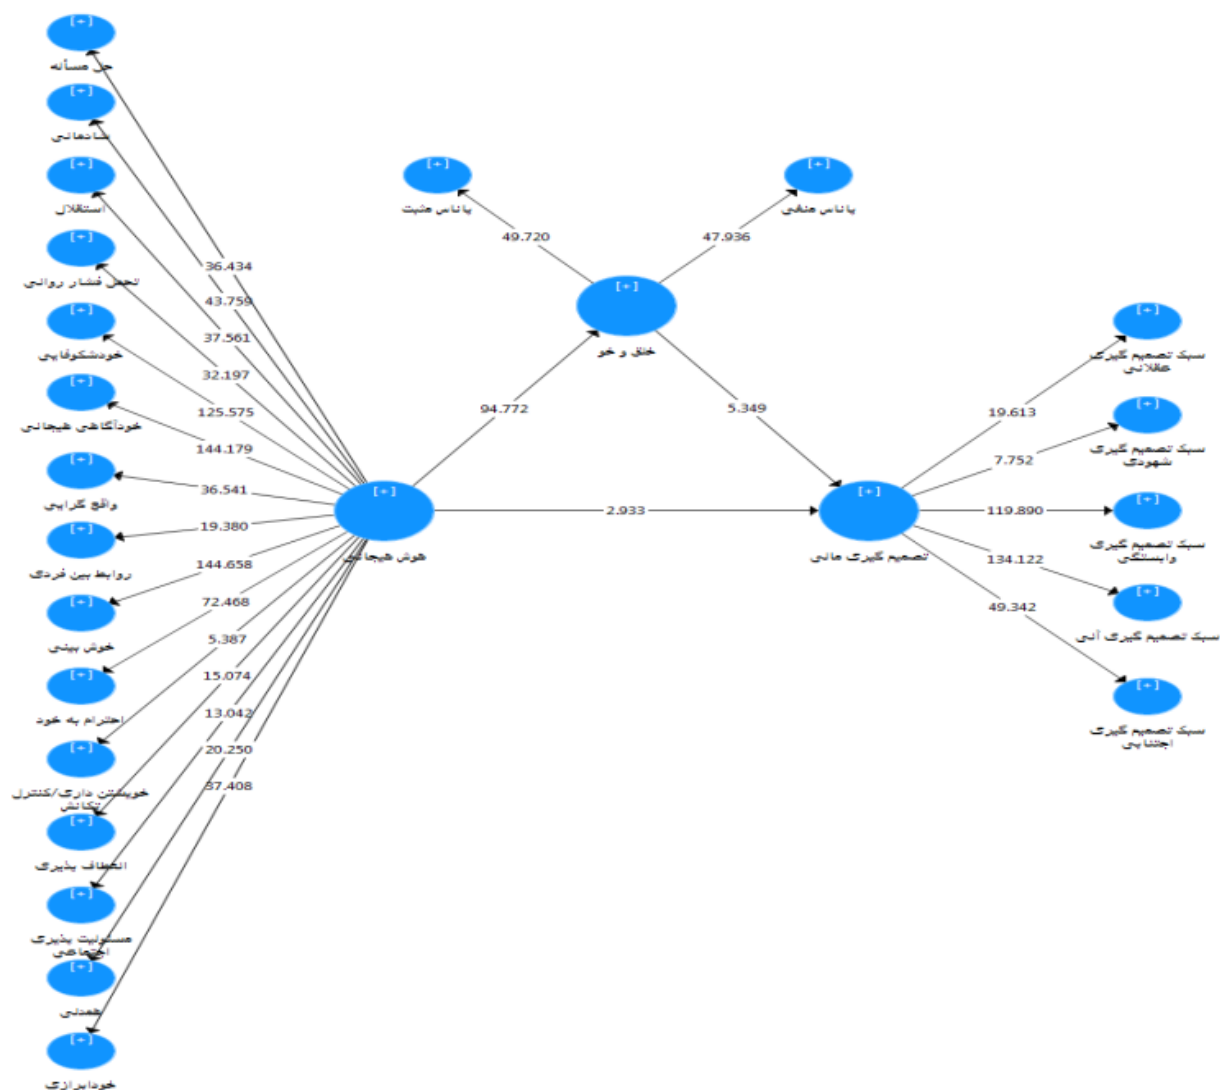 [+]
حل مسأله
[+]
شادمانی
[+]
استقلال
[+]
تحمل فشار روانی
[+]
خودشکوفایی
[+]
خودآگاهی هیجانی
[+]
واقع گرایی
[+]
روابط بین فردی
[+]
خوش بینی
[+]
احترام به خود
[+]
خویشتن داری/کنترل
تکانش
[+]
انعطاف پذیری
[+]
مسئولیت پذیری
اجتماعی
[+]
همدلی
[+]
خودابرازی
36.434
43.759
37.561
32.197
125.575
144.179
36.541
19.380
144.658
72.468
5.387
15.074
13.042
20.250
37.408
[+]
هوش هیجانی
94.772
2.933
[+]
پاناس مثبت
[+]
پاناس منفی
49.720
47.936
[+]
خلق و خو
5.349
[+]
تصمیم گیری مالی
19.613
7.752
119.890
134.122
49.342
[+]
سبک تصمیم گیری
عقلانی
[+]
سبک تصمیم گیری
شهودی
[+]
سبک تصمیم گیری
وابستگی
[+]
سبک تصمیم گیری آنی
[+]
سبک تصمیم گیری
اجتنابی